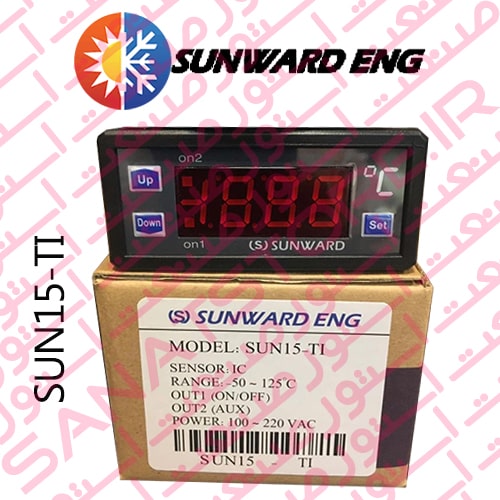 SUNWARD ENG
SUN15-TI
on2
Up
°C
Down
Set
on1
(S) SUNWARD
(S) SUNWARD ENG
MODEL: SUN15-TI
SENSOR: IC
RANGE: -50 ~ 125°C
OUT1 (ON/OFF)
OUT2 (AUX)
POWER: 100 ~ 220 VAC
SUN15 - TI